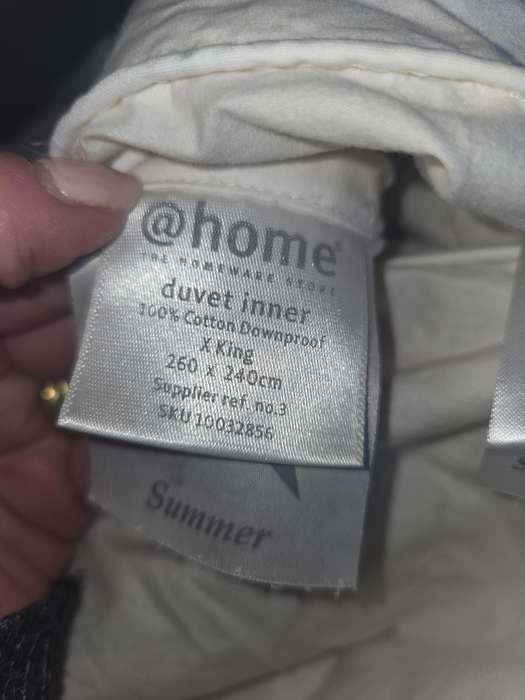 @home
THE HOMEWARE STORE
duvet inner
100% Cotton Downproof
X King
260 x 240cm
Supplier ref. no.3
SKU 10032856
Summer